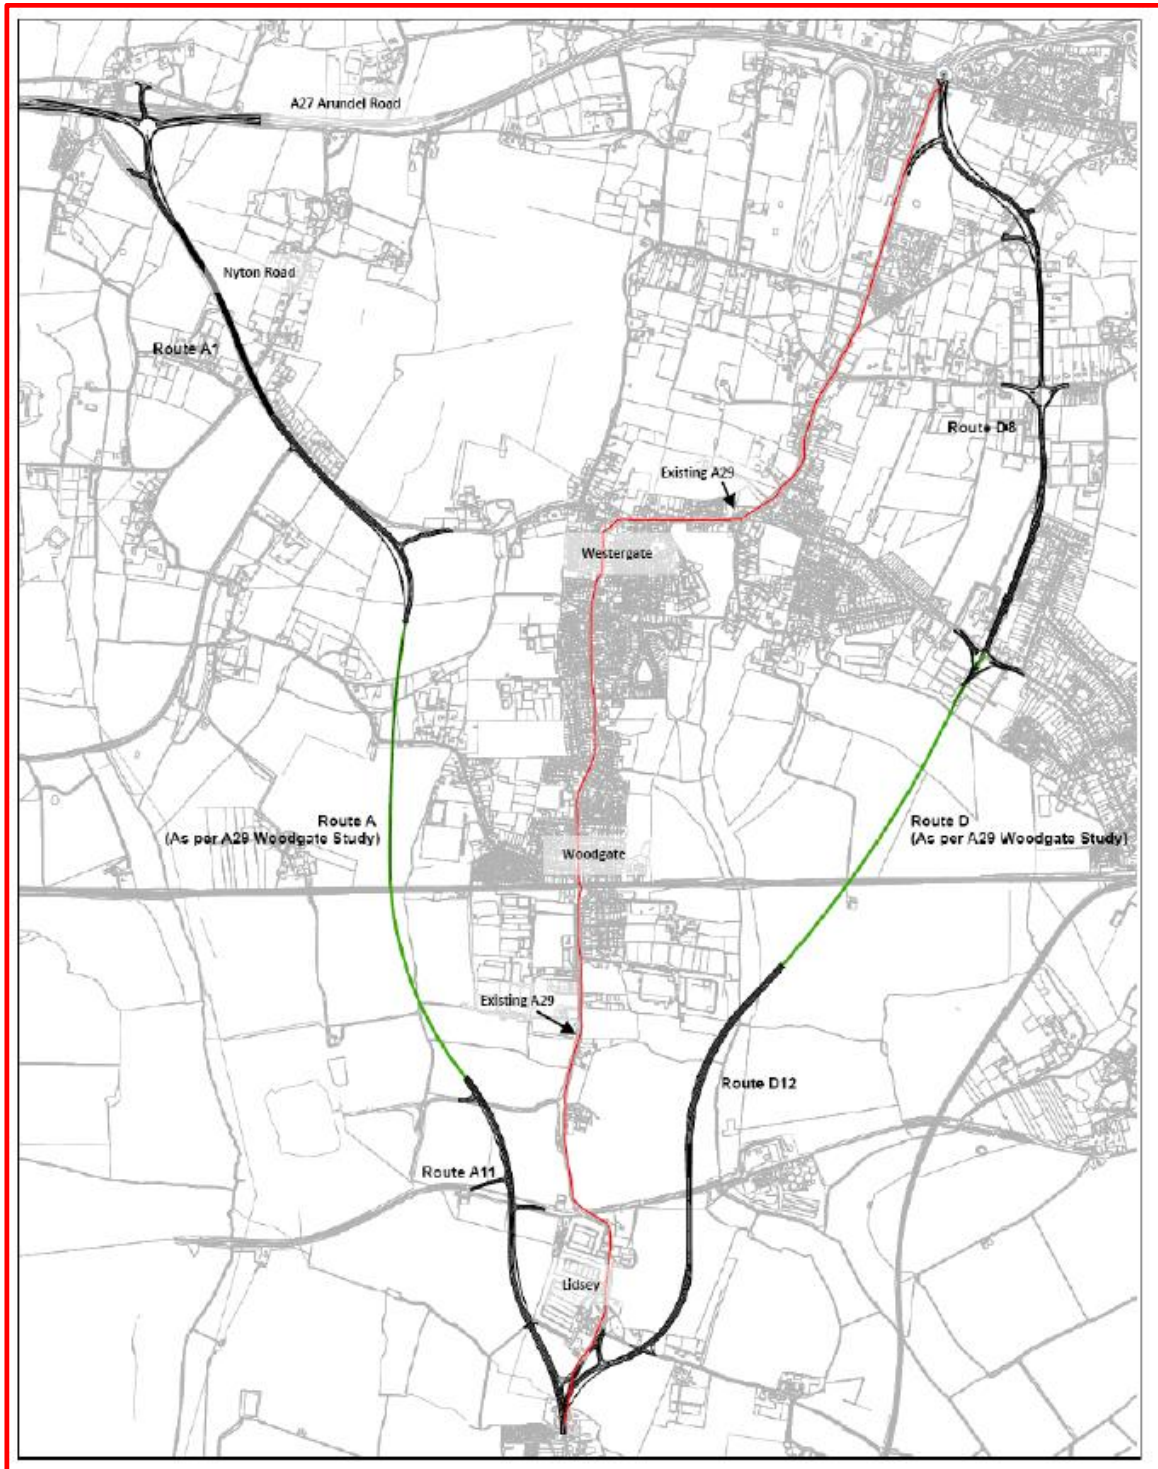 A27 Arundel Road
Nyton Road
Route A1
Route D8
Existing A29
Westergate
Route A
(As per A29 Woodgate Study)
Route D
(As per A29 Woodgate Study)
Woodgate
Existing A29
Route D12
Route A11
Lidsey